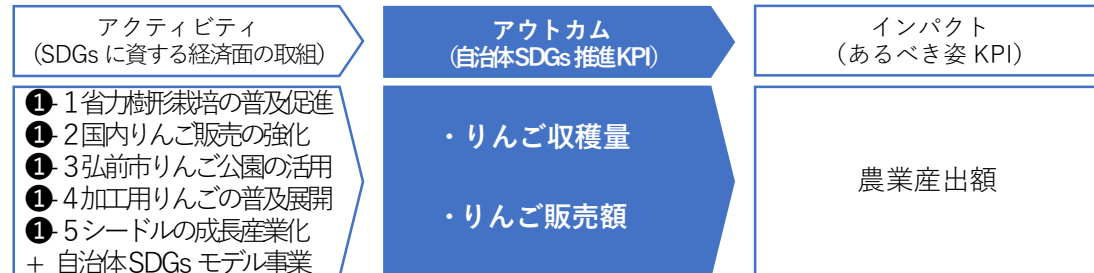 アクティビティ
(SDGs に資する経済面の取組)
アウトカム
(自治体SDGs 推進KPI)
インパクト
(あるべき姿 KPI)
❶-1省力樹形栽培の普及促進
❶-2国内りんご販売の強化
❶-3弘前市りんご公園の活用
❶-4加工用りんごの普及展開
❶-5シードルの成長産業化
+ 自治体SDGs モデル事業
・りんご収穫量
・りんご販売額
農業産出額